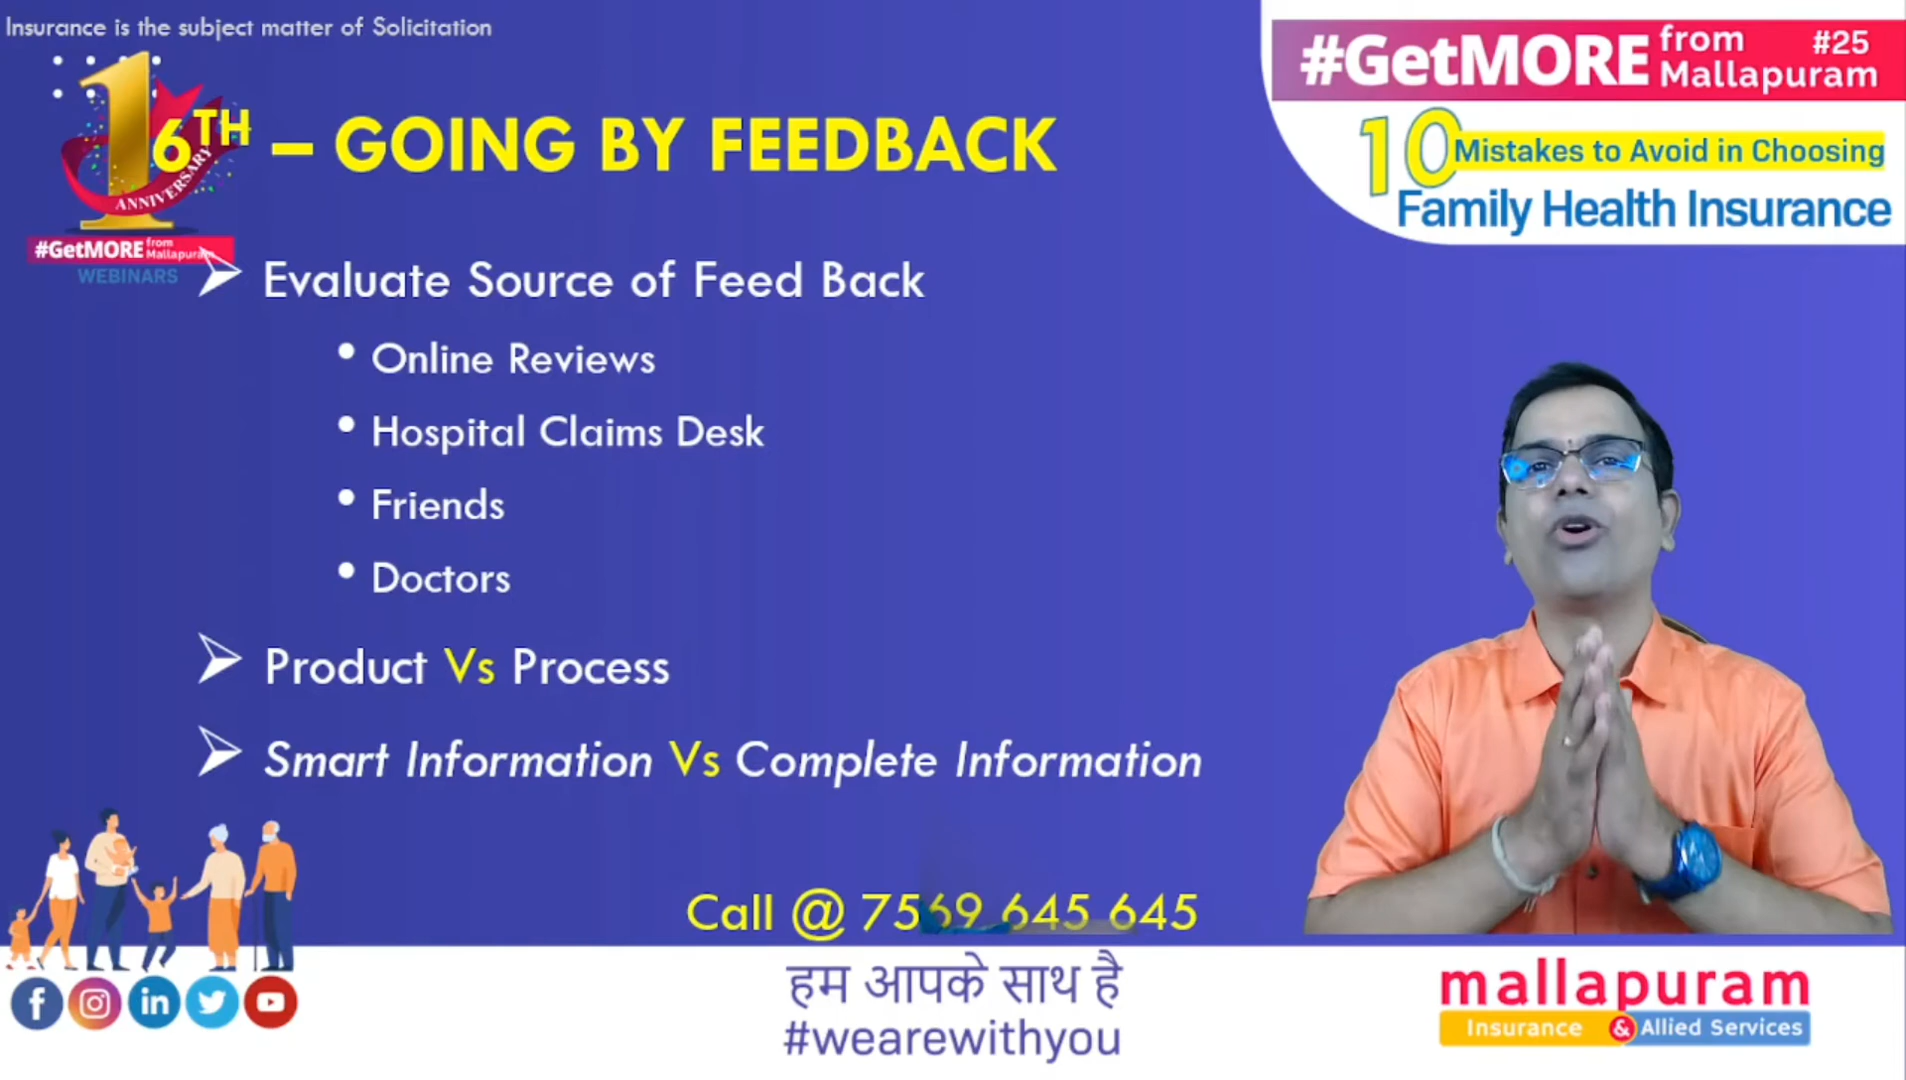 Insurance is the subject matter of Solicitation
#GetMORE from Mallapuram #25
10 Mistakes to Avoid in Choosing
Family Health Insurance
1
ANNIVERSARY
#GetMORE from Mallapuram
WEBINARS
6TH – GOING BY FEEDBACK
Evaluate Source of Feed Back
Online Reviews
Hospital Claims Desk
Friends
Doctors
Product Vs Process
Smart Information Vs Complete Information
Call @ 7569 645 645
हम आपके साथ है
#wearewithyou
mallapuram
Insurance & Allied Services